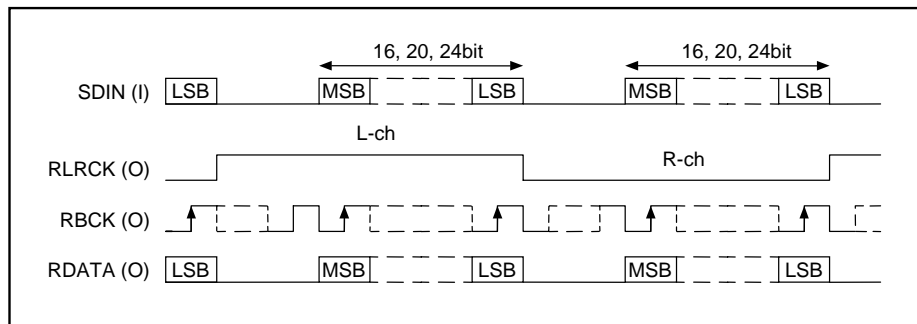 16, 20, 24bit 16, 20, 24bit
SDIN (I) LSB MSB LSB MSB LSB
L-ch
R-ch
RLRCK (O)
RBCK (O)
RDATA (O) LSB MSB LSB MSB LSB